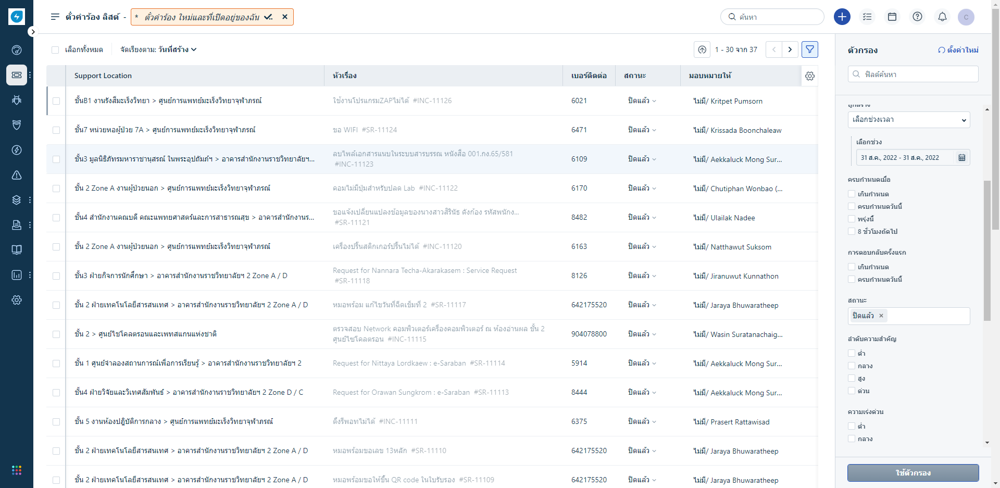 ตั๋วคำร้อง ลิสต์ - * ตั๋วคำร้อง ใหม่และที่เปิดอยู่ของฉัน
ค้นหา
C
เลือกทั้งหมด
จัดเรียงตาม: วันที่สร้าง
1 - 30 จาก 37
Support Location หัวเรื่อง เบอร์ติดต่อ สถานะ มอบหมายให้
ชั้นB1 งานรังสีมะเร็งวิทยา > ศูนย์การแพทย์มะเร็งวิทยาจุฬาภรณ์ ใช้งานโปรแกรมZAPไม่ได้ #INC-11126 6021 ปิดแล้ว ไม่มี/ Kritpet Pumsorn
ชั้น7 หน่วยหอผู้ป่วย 7A > ศูนย์การแพทย์มะเร็งวิทยาจุฬาภรณ์ ขอ WIFI #SR-11124 6471 ปิดแล้ว ไม่มี/ Krissada Boonchaleaw
ชั้น3 มูลนิธิภัทรมหาราชานุสรณ์ ในพระอุปถัมภ์ฯ > อาคารสำนักงานราชวิทยาลัยฯ... ลบไพล์เอกสารแนบในระบบสารบรรณ หนังสือ 001.กง.65/581
#INC-11123 6109 ปิดแล้ว ไม่มี/ Aekkaluck Mong Sur...
ชั้น 2 Zone A งานผู้ป่วยนอก > ศูนย์การแพทย์มะเร็งวิทยาจุฬาภรณ์ คอมไม่มีปุ่มสำหรับปลด Lab #INC-11122 6170 ปิดแล้ว ไม่มี/ Chutiphan Wonbao (...
ชั้น4 สำนักงานคณบดี คณะแพทยศาสตร์และการสาธารณสุข > อาคารสำนักงานร... ขอแจ้งเปลี่ยนแปลงข้อมูลของนางสาวสิรินัธ ดังก้อง รหัสพนักง...
#SR-11121 8482 ปิดแล้ว ไม่มี/ Ulailak Nadee
ชั้น 2 Zone A งานผู้ป่วยนอก > ศูนย์การแพทย์มะเร็งวิทยาจุฬาภรณ์ เครื่องปริ้นสติกเกอร์ปริ้นไม่ได้ #INC-11120 6163 ปิดแล้ว ไม่มี/ Natthawut Suksom
ชั้น3 ฝ่ายกิจการนักศึกษา > อาคารสำนักงานราชวิทยาลัยฯ 2 Zone A / D Request for Nannara Techa-Akarakasem : Service Request
#SR-11118 8126 ปิดแล้ว ไม่มี/ Jiranuwut Kunnathon
ชั้น 2 ฝ่ายเทคโนโลยีสารสนเทศ > อาคารสำนักงานราชวิทยาลัยฯ 2 Zone A / D หมอพร้อม แก้ไขวันที่ฉีดเข็มที่ 2 #SR-11117 642175520 ปิดแล้ว ไม่มี/ Jaraya Bhuwaratheep
ชั้น 2 > ศูนย์ไซโคลตรอนและเพทสแกนแห่งชาติ ตรวจสอบ Network คอมพิวเตอร์เครื่องคอมพิวเตอร์ ณ ห้องอ่านผล ชั้น 2
ศูนย์ไซโคลตรอน #INC-11115 904078800 ปิดแล้ว ไม่มี/ Wasin Suratanachaig...
ชั้น 1 ศูนย์จำลองสถานการณ์เพื่อการเรียนรู้ > อาคารสำนักงานราชวิทยาลัยฯ 2 Request for Nittaya Lordkaew : e-Saraban #SR-11114 5914 ปิดแล้ว ไม่มี/ Aekkaluck Mong Sur...
ชั้น4 ฝ่ายวิจัยและวิเทศสัมพันธ์ > อาคารสำนักงานราชวิทยาลัยฯ 2 Zone D / C Request for Orawan Sungkrom : e-Saraban #SR-11113 8444 ปิดแล้ว ไม่มี/ Aekkaluck Mong Sur...
ชั้น 5 งานห้องปฏิบัติการกลาง > ศูนย์การแพทย์มะเร็งวิทยาจุฬาภรณ์ ดึงรีพอทไม่ได้ #INC-11111 6375 ปิดแล้ว ไม่มี/ Prasert Rattawisad
ชั้น 2 ฝ่ายเทคโนโลยีสารสนเทศ > อาคารสำนักงานราชวิทยาลัยฯ 2 Zone A / D หมอพร้อมขอเลข 13หลัก #SR-11110 642175520 ปิดแล้ว ไม่มี/ Jaraya Bhuwaratheep
ชั้น 2 ฝ่ายเทคโนโลยีสารสนเทศ > อาคารสำนักงานราชวิทยาลัยฯ 2 Zone A / D หมอพร้อมขอให้ขึ้น QR code ในใบรับรอง #SR-11109 642175520 ปิดแล้ว ไม่มี/ Jaraya Bhuwaratheep
ตัวกรอง
ตั้งค่าใหม่
ฟิลด์ค้นหา
เลือกช่วงเวลา
เลือกช่วง
31 ส.ค., 2022 - 31 ส.ค., 2022
ครบกำหนดเมื่อ
เกินกำหนด
ครบกำหนดวันนี้
พรุ่งนี้
8 ชั่วโมงถัดไป
การตอบกลับครั้งแรก
เกินกำหนด
ครบกำหนดวันนี้
สถานะ
ปิดแล้ว ×
ลำดับความสำคัญ
ต่ำ
กลาง
สูง
ด่วน
ความเร่งด่วน
ต่ำ
กลาง
ใช้ตัวกรอง